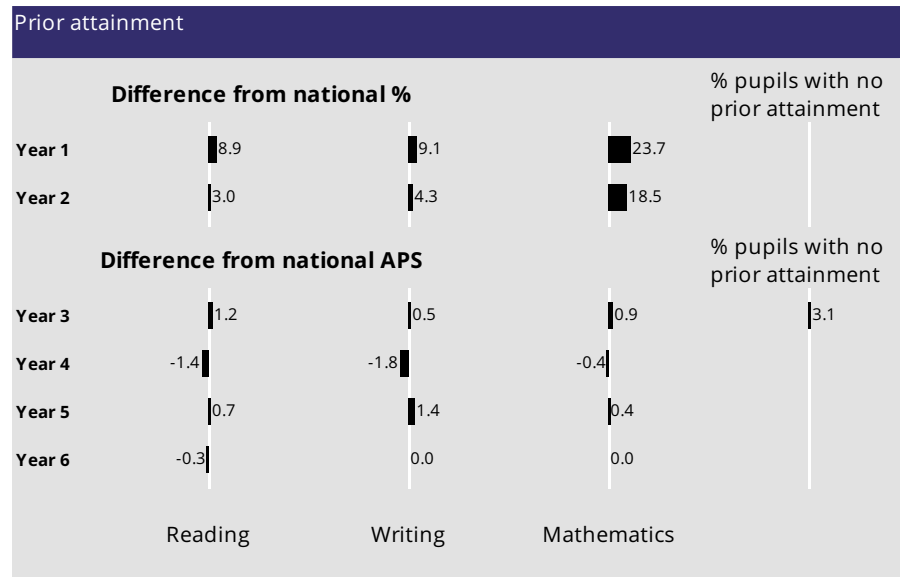 Prior attainment
Difference from national %
% pupils with no
prior attainment
Year 1 8.9 9.1 23.7
Year 2 3.0 4.3 18.5
Difference from national APS
% pupils with no
prior attainment
Year 3 1.2 0.5 0.9 3.1
Year 4 -1.4 -1.8 -0.4
Year 5 0.7 1.4 0.4
Year 6 -0.3 0.0 0.0
Reading Writing Mathematics